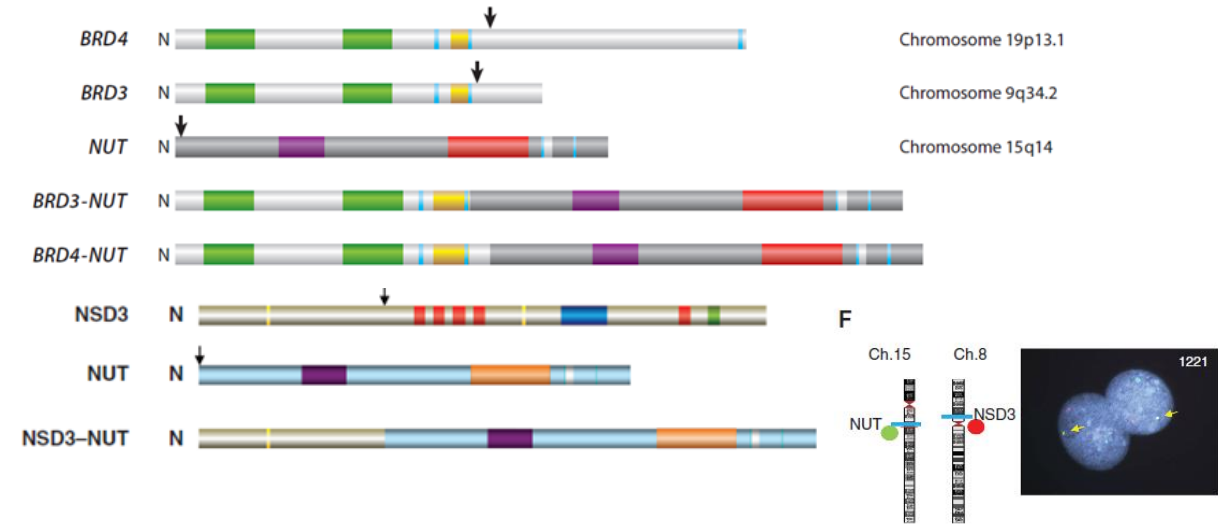 BRD4 N Chromosome 19p13.1
BRD3 N Chromosome 9q34.2
NUT N Chromosome 15q14
BRD3-NUT N
BRD4-NUT N
NSD3 N
NUT N
NSD3–NUT N
F
Ch.15 Ch.8
1221
NUT NSD3